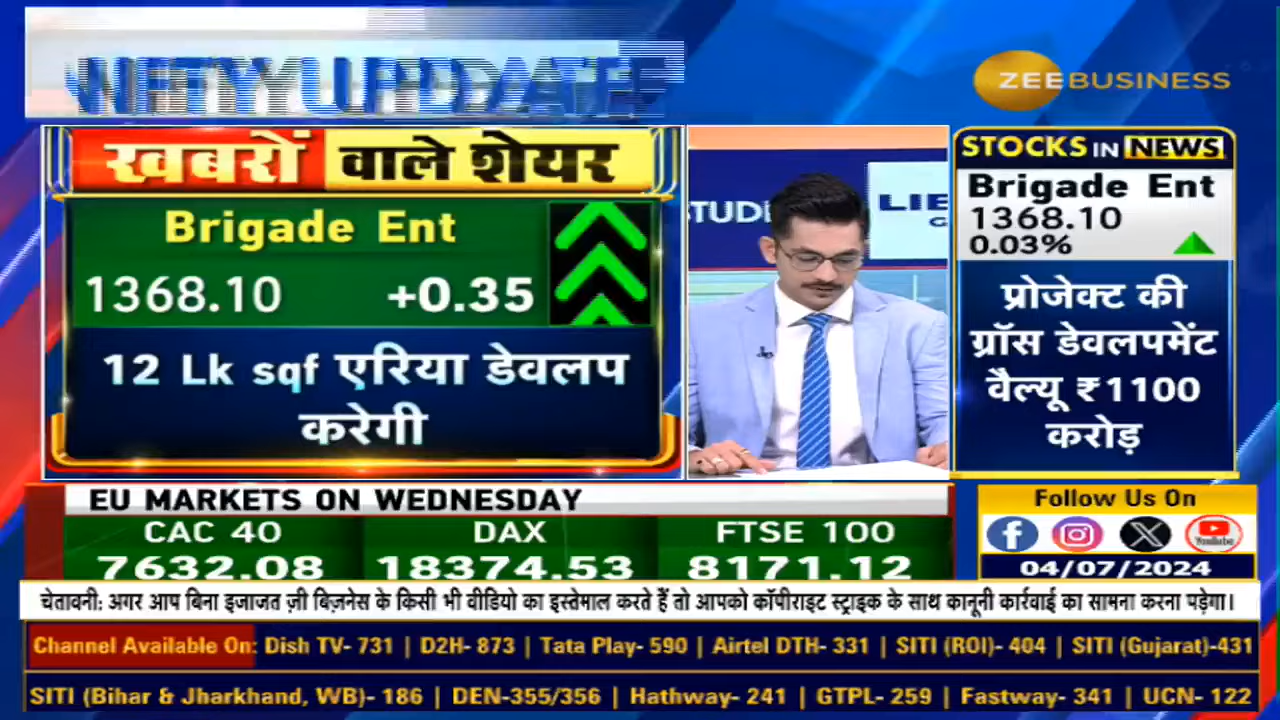 ZEEBUSINESS
खबरों वाले शेयर
Brigade Ent
1368.10 +0.35
12 Lk sqf एरिया डेवलप
करेगी
STOCKS IN NEWS
Brigade Ent
1368.10
0.03%
प्रोजेक्ट की
ग्रॉस डेवलपमेंट
वैल्यू ₹1100
करोड़
EU MARKETS ON WEDNESDAY
CAC 40 DAX FTSE 100
7632.08 18374.53 8171.12
Follow Us On
YouTube
04/07/2024
चेतावनी: अगर आप बिना इजाजत ज़ी बिज़नेस के किसी भी वीडियो का इस्तेमाल करते हैं तो आपको कॉपीराइट स्ट्राइक के साथ कानूनी कार्रवाई का सामना करना पड़ेगा।
Channel Available On: Dish TV- 731 | D2H- 873 | Tata Play- 590 | Airtel DTH- 331 | SITI (ROI)- 404 | SITI (Gujarat)-431
SITI (Bihar & Jharkhand, WB)- 186 | DEN-355/356 | Hathway- 241 | GTPL- 259 | Fastway- 341 | UCN- 122